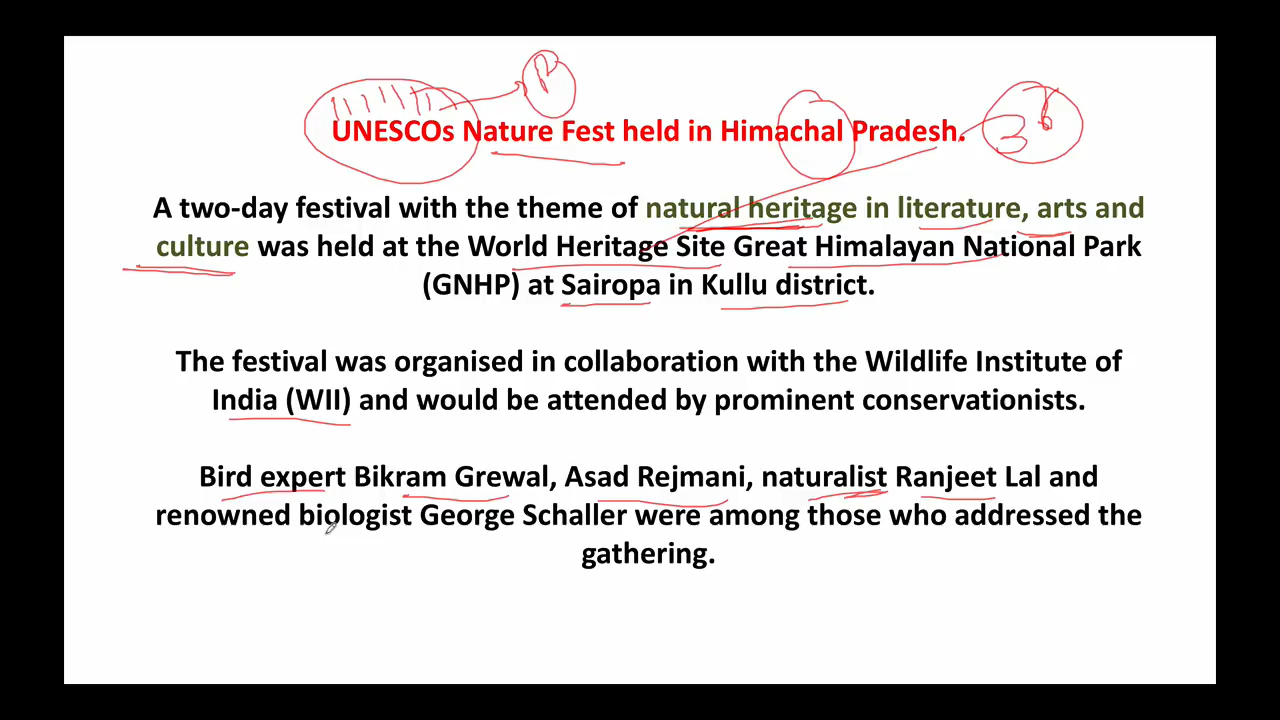 UNESCOs Nature Fest held in Himachal Pradesh.
A two-day festival with the theme of natural heritage in literature, arts and
culture was held at the World Heritage Site Great Himalayan National Park
(GNHP) at Sairopa in Kullu district.
The festival was organised in collaboration with the Wildlife Institute of
India (WII) and would be attended by prominent conservationists.
Bird expert Bikram Grewal, Asad Rejmani, naturalist Ranjeet Lal and
renowned biologist George Schaller were among those who addressed the
gathering.